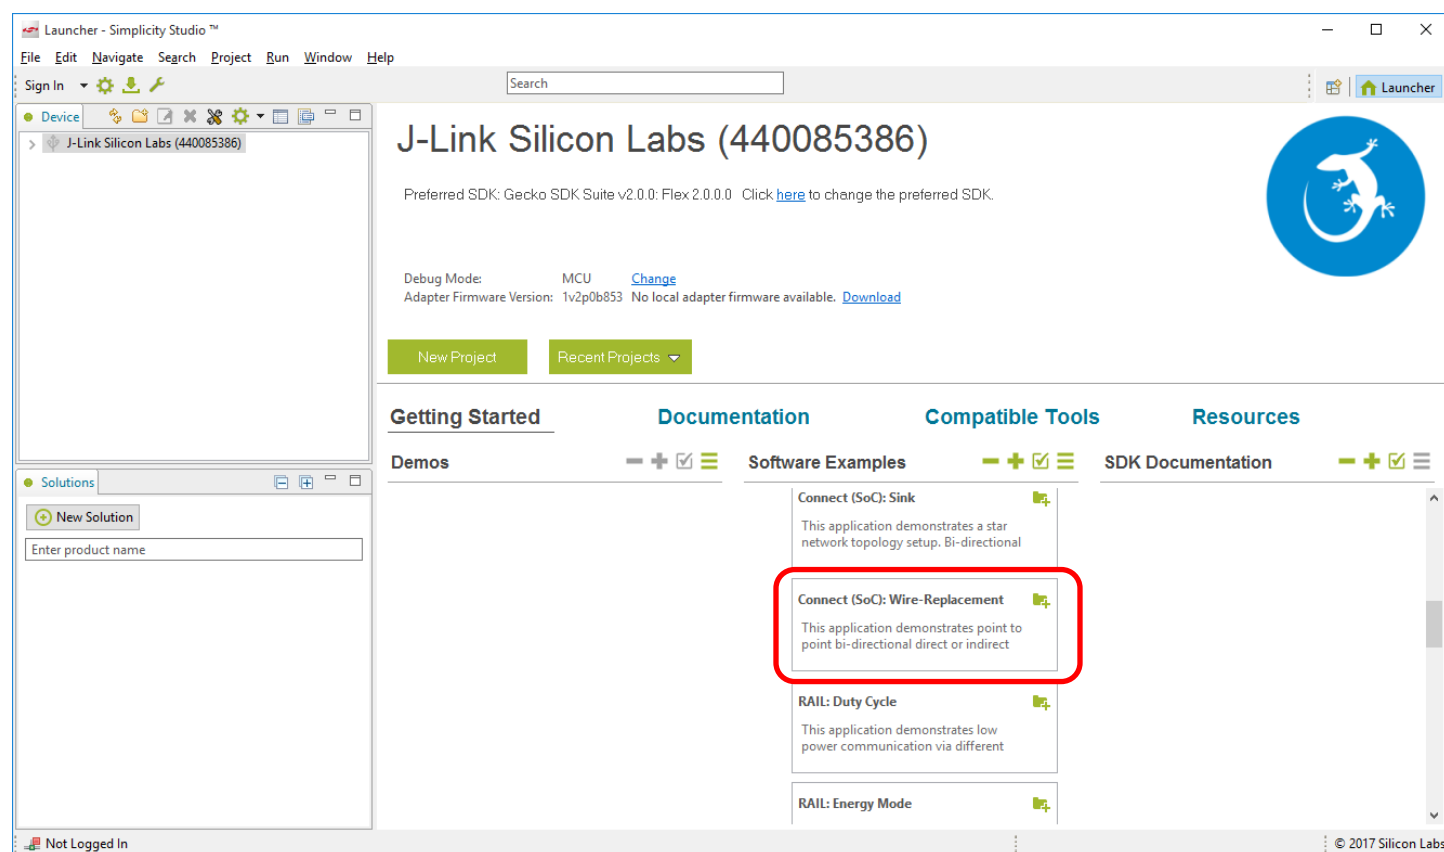 Launcher - Simplicity Studio ™
File Edit Navigate Search Project Run Window Help
Sign In
Search
Launcher
Device
J-Link Silicon Labs (440085386)
J-Link Silicon Labs (440085386)
Preferred SDK: Gecko SDK Suite v2.0.0: Flex 2.0.0.0 Click here to change the preferred SDK.
Debug Mode: MCU Change
Adapter Firmware Version: 1v2p0b853 No local adapter firmware available. Download
New Project
Recent Projects
Getting Started
Documentation
Compatible Tools
Resources
Demos
Software Examples
SDK Documentation
Connect (SoC): Sink
This application demonstrates a star
network topology setup. Bi-directional
Connect (SoC): Wire-Replacement
This application demonstrates point to
point bi-directional direct or indirect
RAIL: Duty Cycle
This application demonstrates low
power communication via different
RAIL: Energy Mode
Solutions
New Solution
Enter product name
Not Logged In
© 2017 Silicon Labs